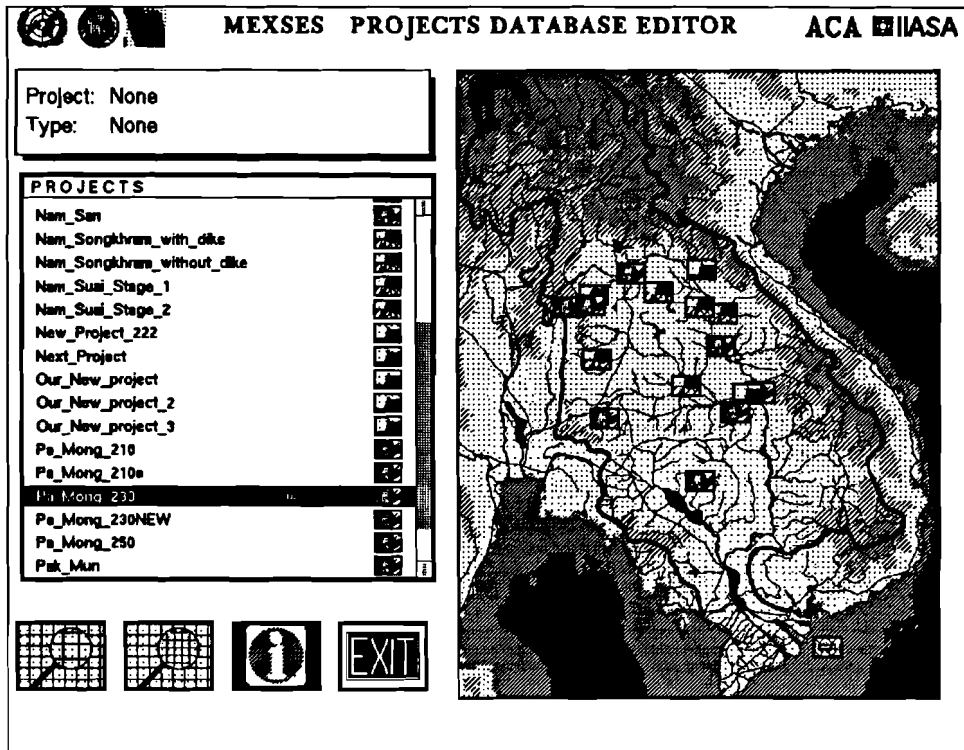 MEXSES PROJECTS DATABASE EDITOR ACA IIASA
Project: None
Type: None
PROJECTS
Nam_San
Nam_Songkhram_with_dike
Nam_Songkhram_without_dike
Nam_Suai_Stage_1
Nam_Suai_Stage_2
New_Project_222
Next_Project
Our_New_project
Our_New_project_2
Our_New_project_3
Pa_Mong_210
Pa_Mong_210a
Pa_Mong_230
Pa_Mong_230NEW
Pa_Mong_250
Pak_Mun
i
EXIT